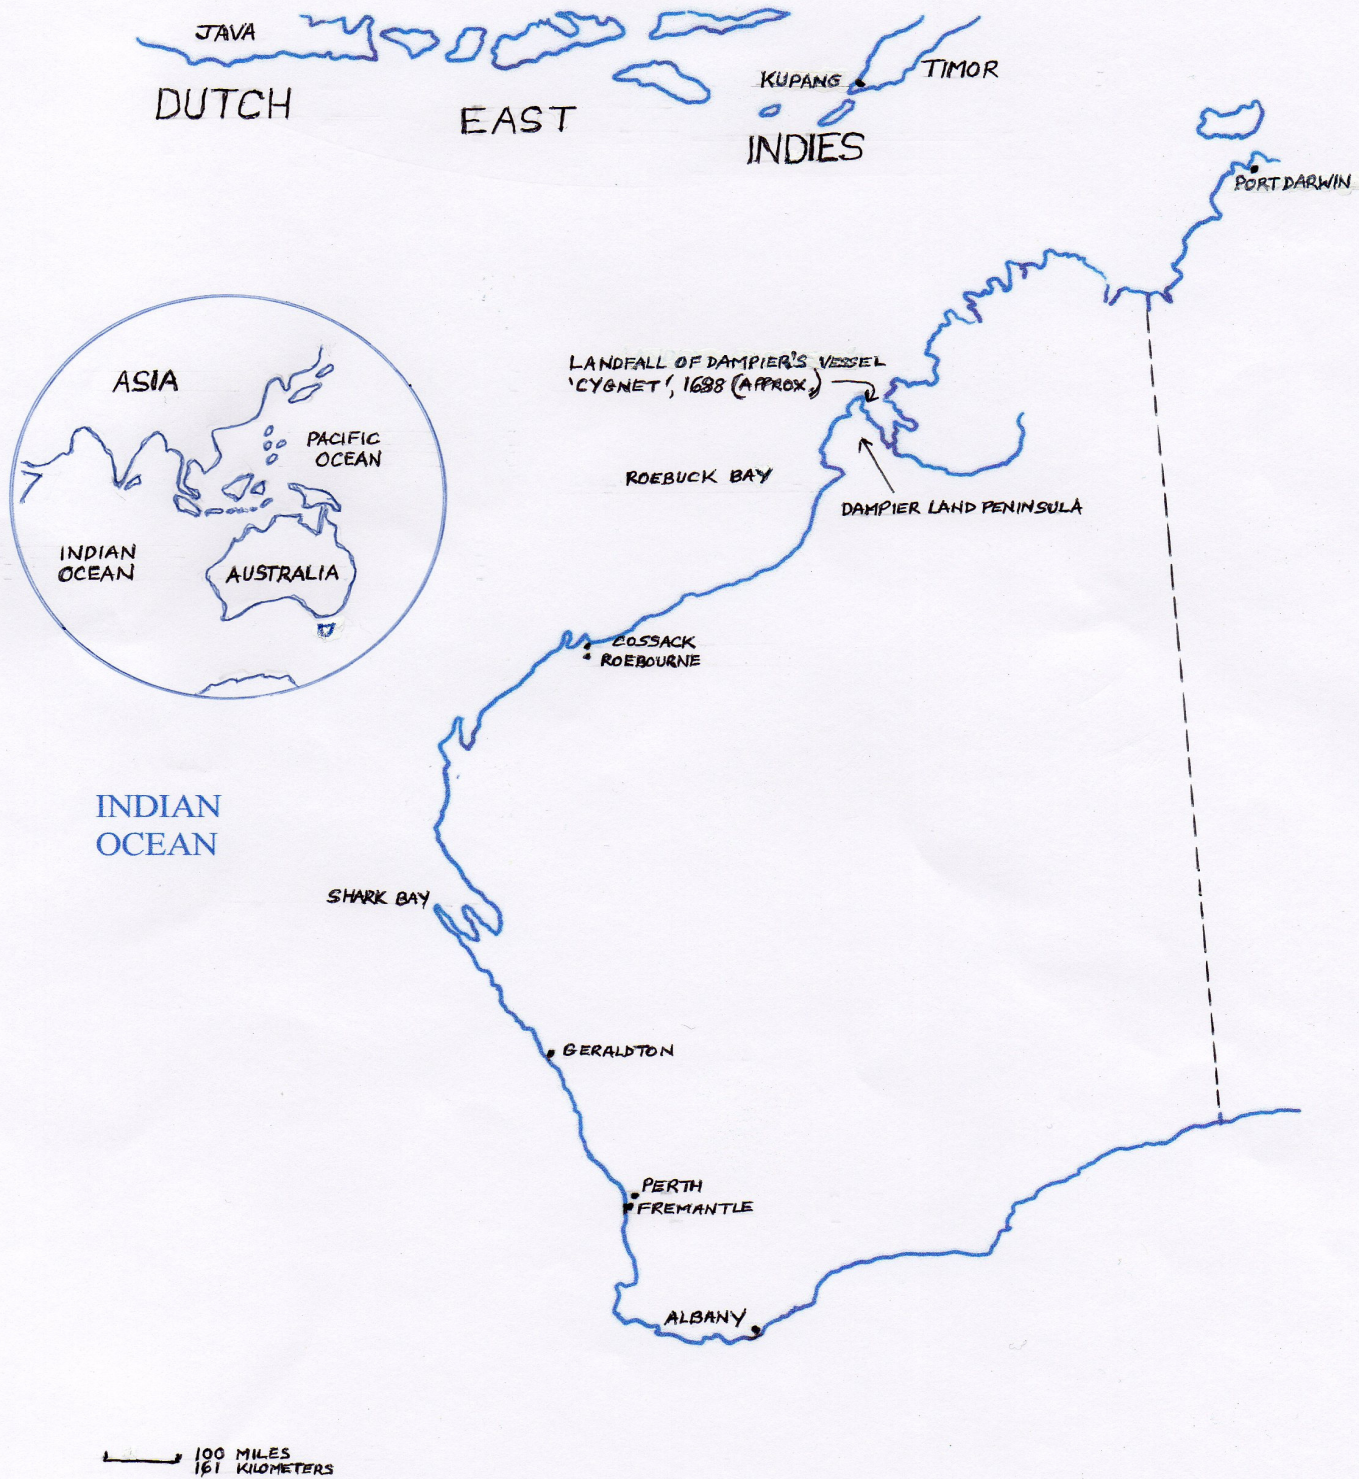 JAVA
DUTCH
EAST
INDIES
KUPANG
TIMOR
PORT DARWIN
LANDFALL OF DAMPIER'S VESSEL
'CYGNET', 1688 (APPROX.)
ROEBUCK BAY
DAMPIER LAND PENINSULA
ASIA
PACIFIC
OCEAN
INDIAN
OCEAN
AUSTRALIA
COSSACK
ROEBOURNE
INDIAN
OCEAN
SHARK BAY
GERALDTON
PERTH
FREMANTLE
ALBANY
100 MILES
161 KILOMETERS